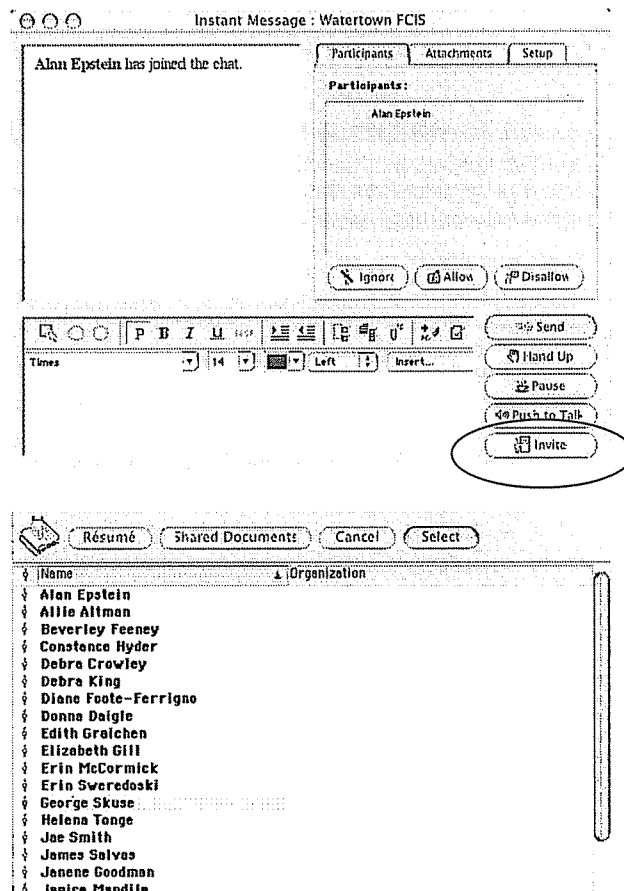 Instant Message : Watertown FCIS
Alan Epstein has joined the chat.
Participants Attachments Setup
Participants:
Alan Epstein
Ignore Allow Disallow
P B I U
Times 14 Left Insert...
Send
Hand Up
Pause
Push to Talk
Invite
Résumé Shared Documents Cancel Select
Name Organization
Alan Epstein
Allie Altman
Beverley Feeney
Constance Hyder
Debra Crowley
Debra King
Diane Foote-Ferrigno
Donna Daigle
Edith Graichen
Elizabeth Gill
Erin McCormick
Erin Sweredoski
George Skuse
Helena Tonge
Jae Smith
James Salvas
Janene Goodman
Janice Mandile